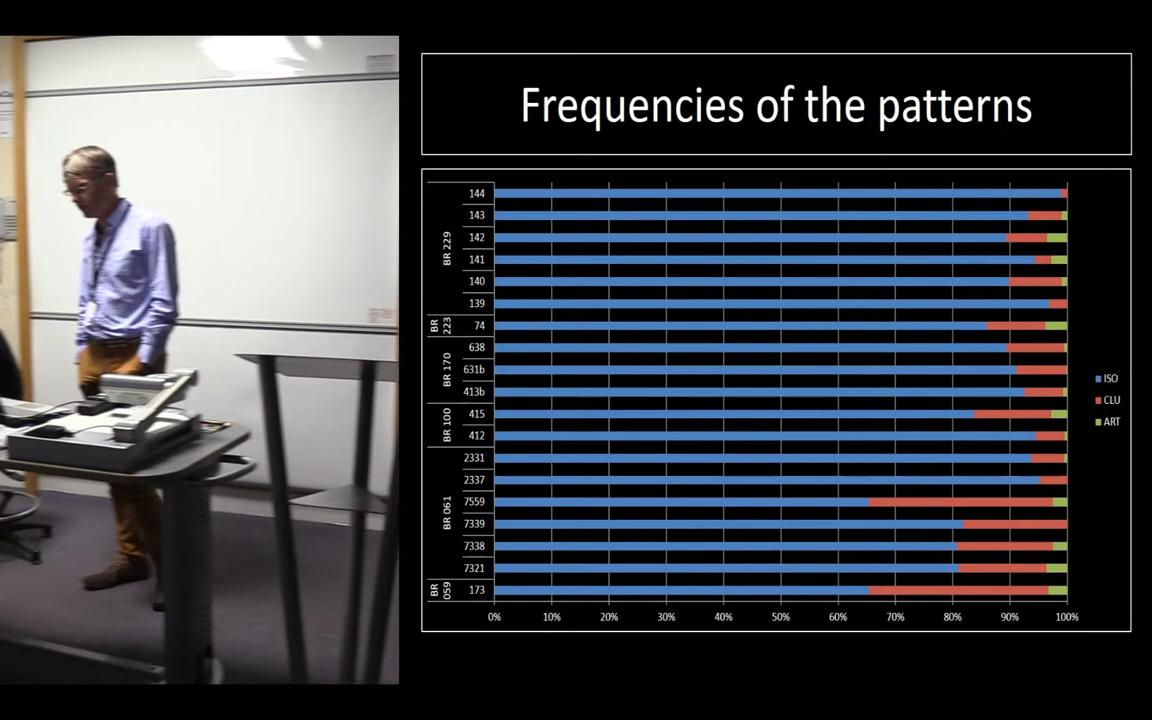 Frequencies of the patterns
BR 229
144
143
142
141
140
139
BR 223
74
BR 170
638
631b
413b
BR 100
415
412
BR 061
2331
2337
7559
7339
7338
7321
BR 059
173
0% 10% 20% 30% 40% 50% 60% 70% 80% 90% 100%
ISO
CLU
ART